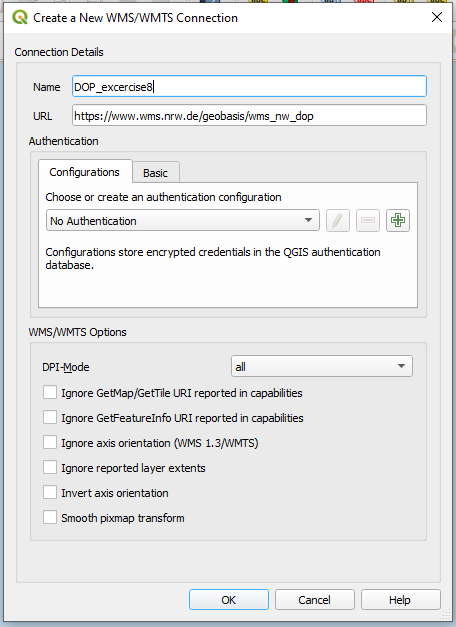 Create a New WMS/WMTS Connection
Connection Details
Name DOP_excercise8
URL https://www.wms.nrw.de/geobasis/wms_nw_dop
Authentication
Configurations Basic
Choose or create an authentication configuration
No Authentication
Configurations store encrypted credentials in the QGIS authentication
database.
WMS/WMTS Options
DPI-Mode all
Ignore GetMap/GetTile URI reported in capabilities
Ignore GetFeatureInfo URI reported in capabilities
Ignore axis orientation (WMS 1.3/WMTS)
Ignore reported layer extents
Invert axis orientation
Smooth pixmap transform
OK Cancel Help